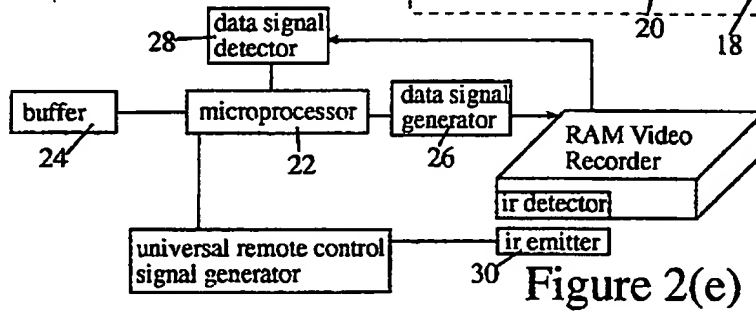 20
18
28
data signal
detector
buffer
24
microprocessor
22
data signal
generator
26
RAM Video
Recorder
ir detector
universal remote control
signal generator
ir emitter
30
Figure 2(e)